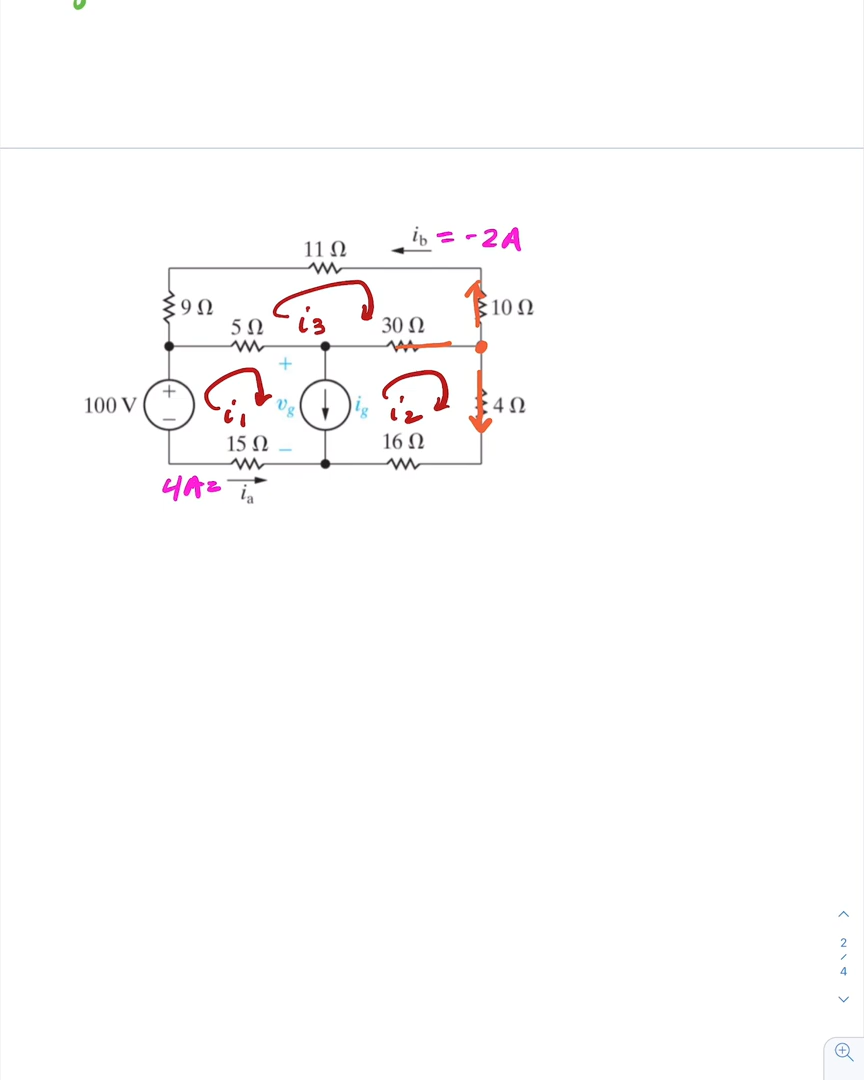 i_b = -2A
11 Ω
9 Ω
10 Ω
5 Ω
i3
30 Ω
+
100 V
+
−
i1
v_g
i_g
i2
4 Ω
15 Ω
−
16 Ω
4A= i_a
2
/
4